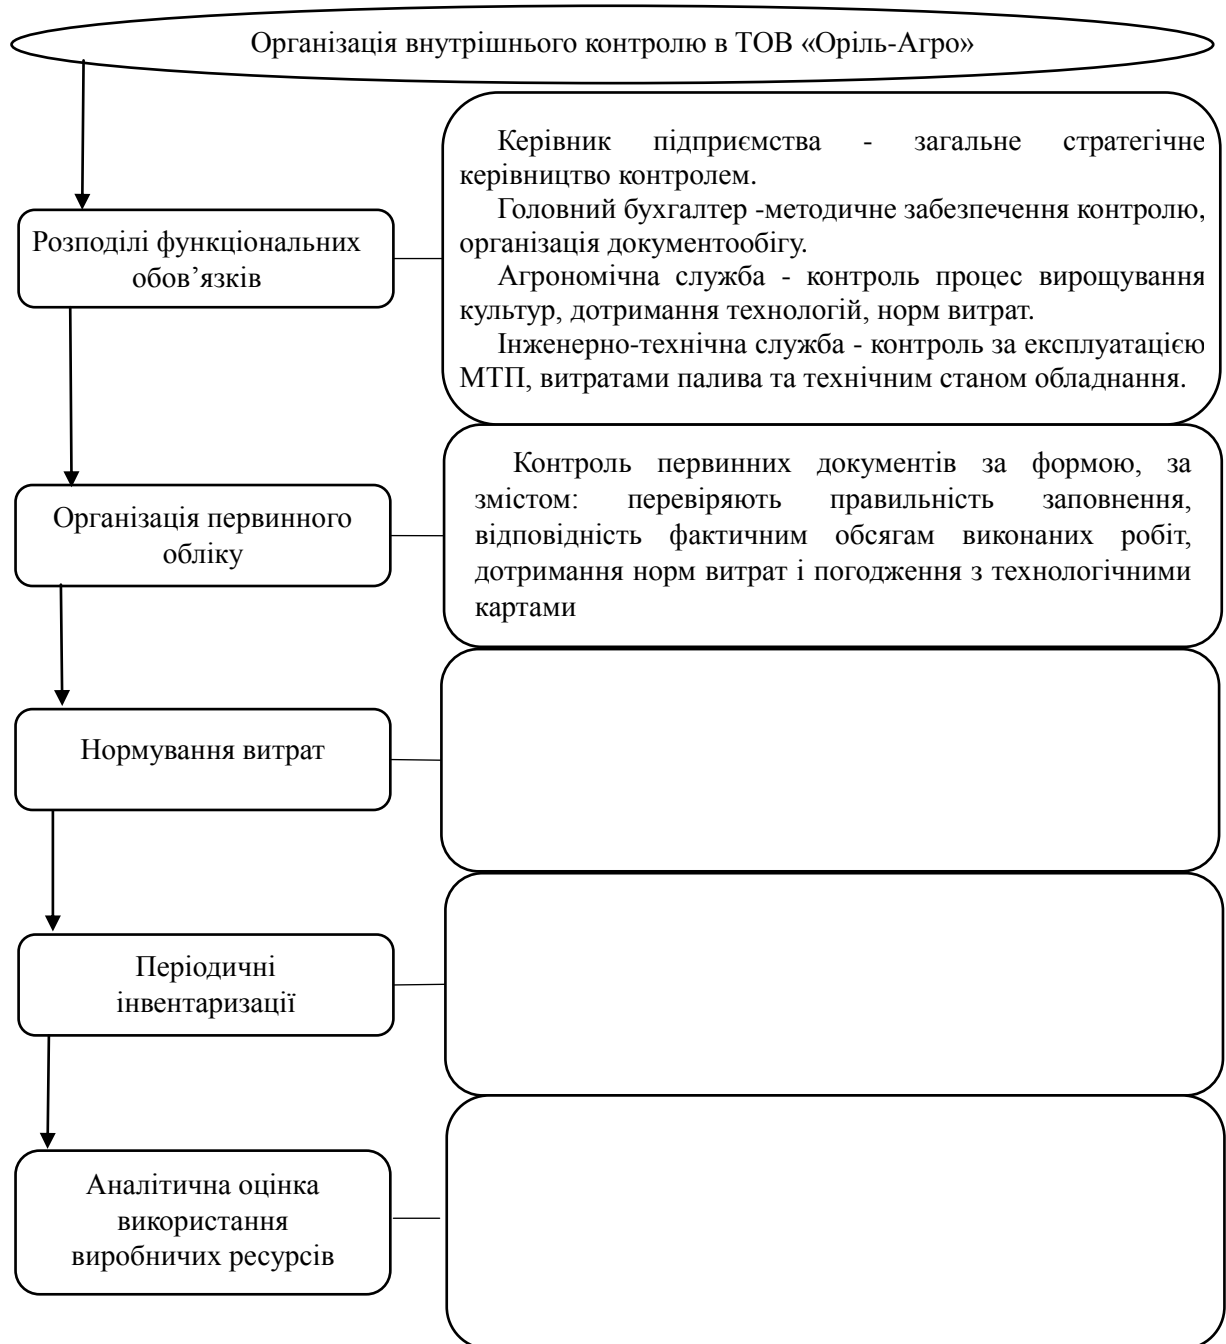 Організація внутрішнього контролю в ТОВ «Оріль-Агро»
Розподілі функціональних
обов’язків
Керівник підприємства - загальне стратегічне
керівництво контролем.
Головний бухгалтер -методичне забезпечення контролю,
організація документообігу.
Агрономічна служба - контроль процес вирощування
культур, дотримання технологій, норм витрат.
Інженерно-технічна служба - контроль за експлуатацією
МТП, витратами палива та технічним станом обладнання.
Організація первинного
обліку
Контроль первинних документів за формою, за
змістом: перевіряють правильність заповнення,
відповідність фактичним обсягам виконаних робіт,
дотримання норм витрат і погодження з технологічними
картами
Нормування витрат
Періодичні
інвентаризації
Аналітична оцінка
використання
виробничих ресурсів